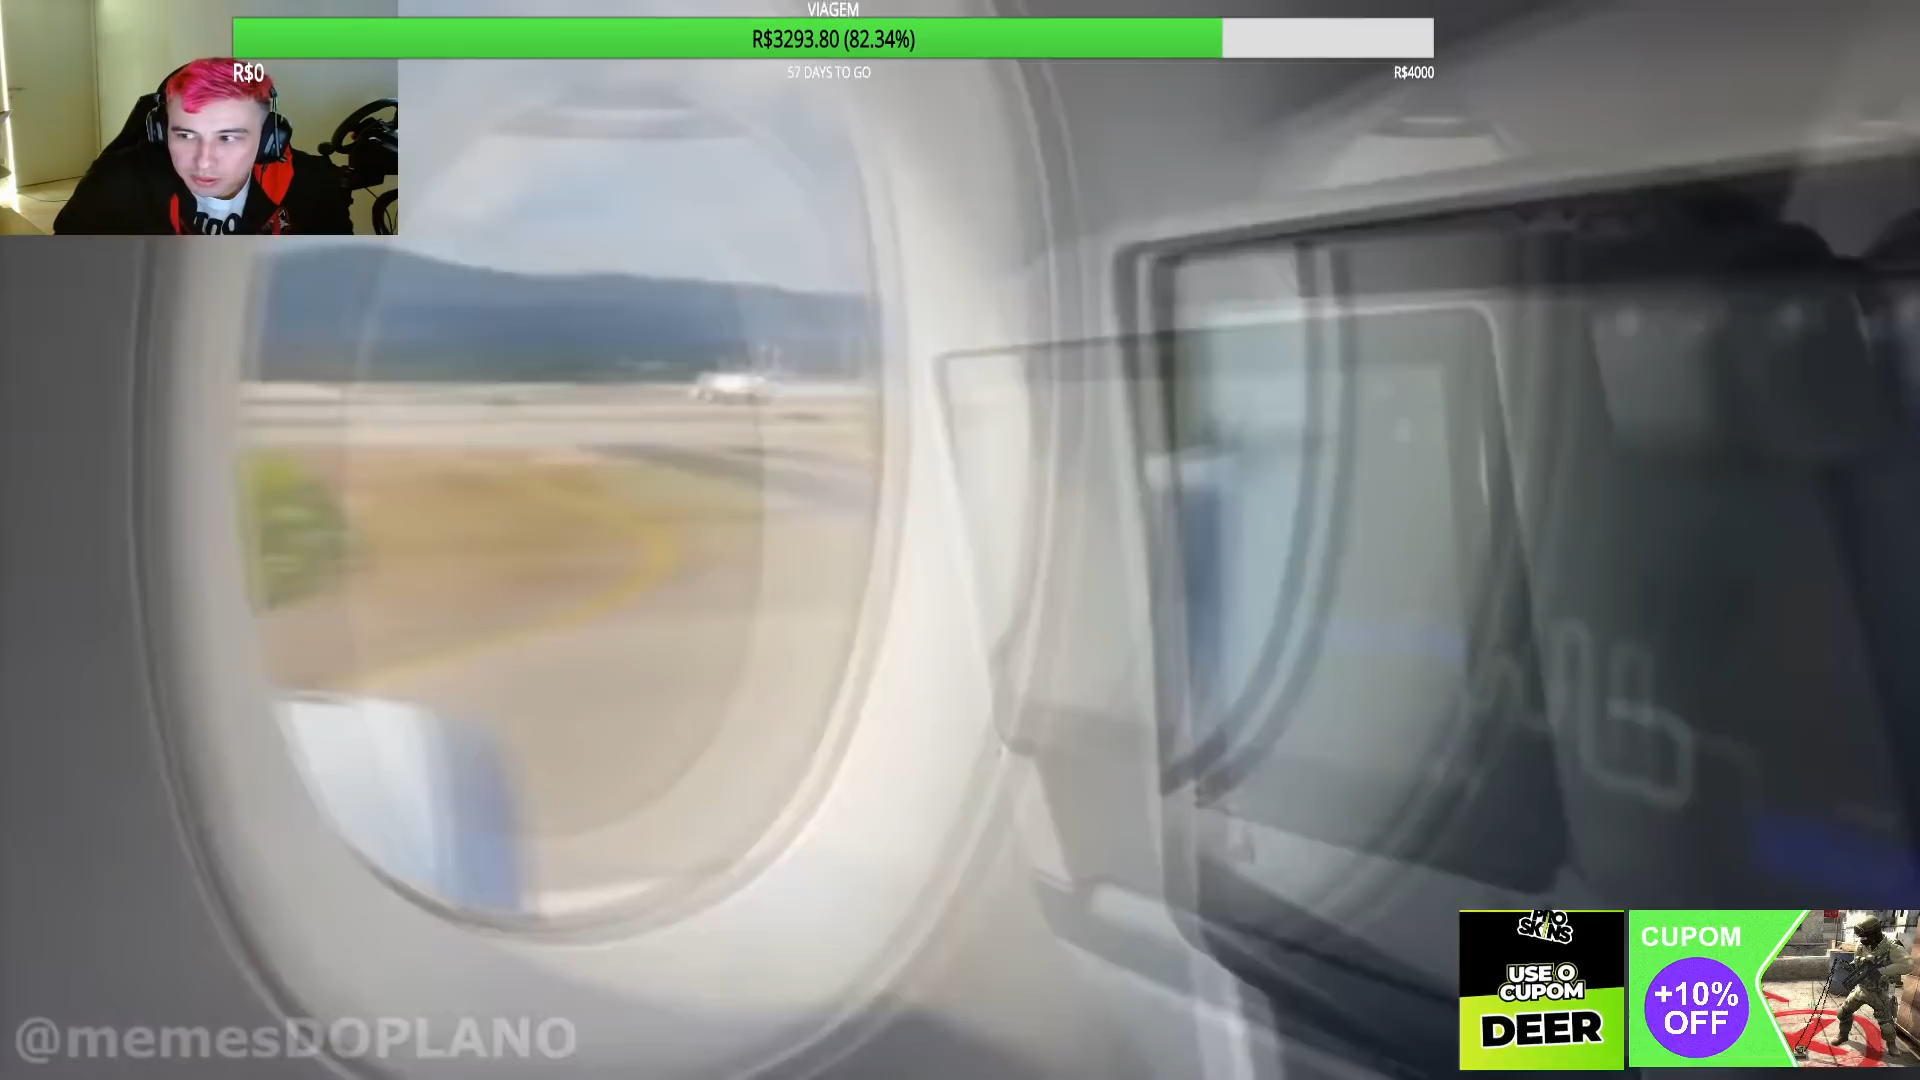 VIAGEM
R$3293.80 (82.34%)
R$0
57 DAYS TO GO
R$4000
PRO
SKINS
USE O
CUPOM
DEER
CUPOM
+10%
OFF
@memesDOPLANO